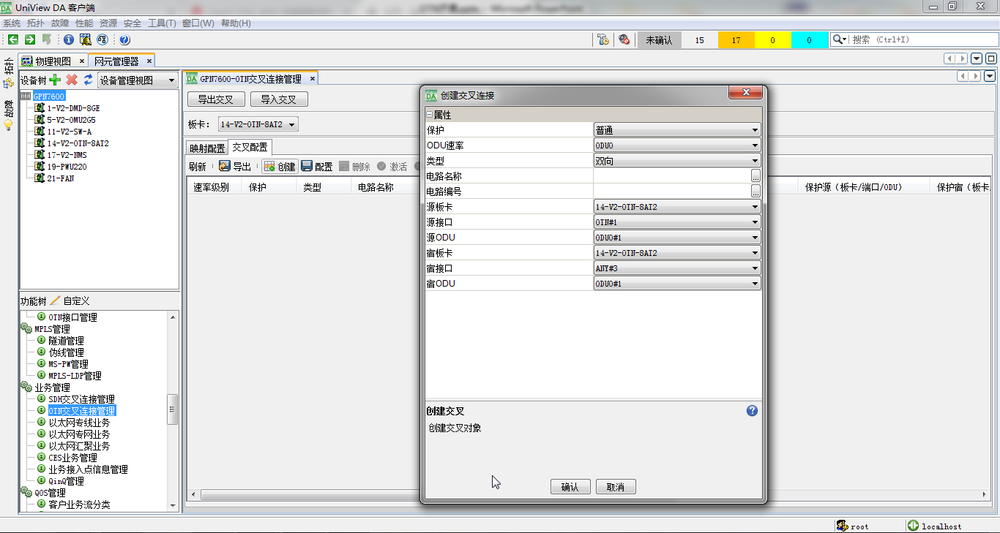 DA UniView DA 客户端
系统 拓扑 故障 性能 资源 安全 工具(T) 窗口(W) 帮助(H)
未确认 15 17 0 0 搜索 (Ctrl+I)
拓扑
故障
物理视图 × 网元管理器 ×
设备树 设备管理视图
GPN7600
1-V2-DMD-8GE
5-V2-OMU2G5
11-V2-SW-A
14-V2-OTN-8AT2
17-V2-NMS
19-PWU220
21-FAN
功能树 自定义
OTN接口管理
MPLS管理
隧道管理
伪线管理
MS-PW管理
MPLS-LDP管理
业务管理
SDH交叉连接管理
OTN交叉连接管理
以太网专线业务
以太网专网业务
以太网汇聚业务
CES业务管理
业务接入点信息管理
QinQ管理
QOS管理
客户业务流分类
DA GPN7600-OTN交叉连接管理 ×
导出交叉 导入交叉
板卡: 14-V2-OTN-8AT2
映射配置 交叉配置
刷新 导出 创建 配置 删除 激活
速率级别 保护 类型 电路名称 保护源（板卡/端口/ODU） 保护宿（板卡
DA 创建交叉连接
属性
保护 普通
ODU速率 ODU0
类型 双向
电路名称 ...
电路编号 ...
源板卡 14-V2-OTN-8AT2
源接口 OTN#1
源ODU ODU0#1
宿板卡 14-V2-OTN-8AT2
宿接口 ANY#3
宿ODU ODU0#1
创建交叉
创建交叉对象
确认 取消
root localhost